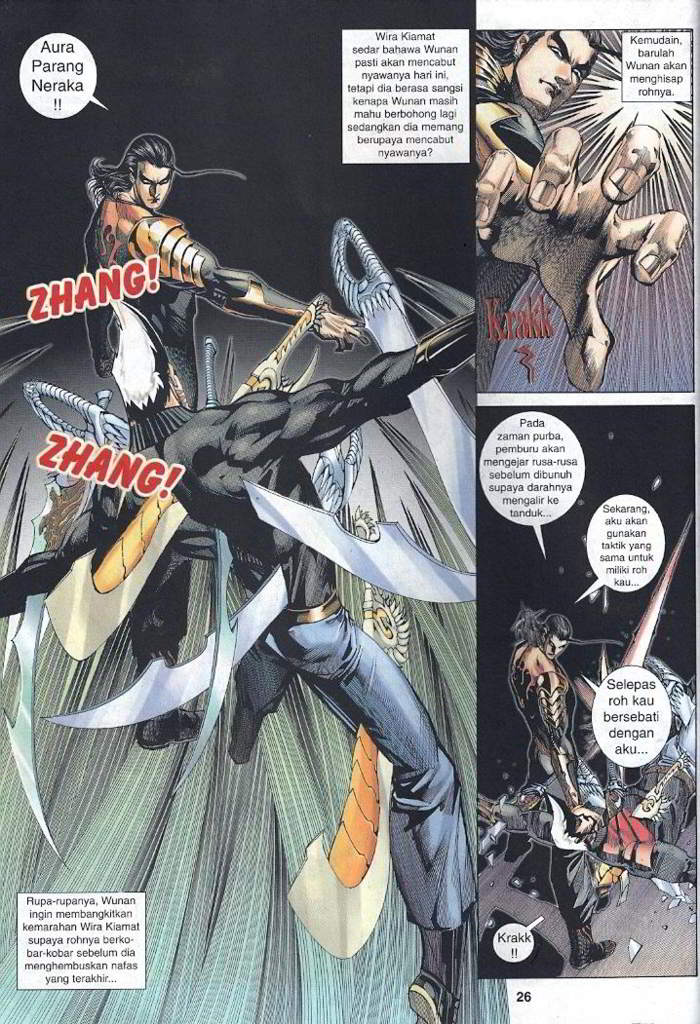 Aura
Parang
Neraka
!!
Wira Kiamat
sedar bahawa Wunan
pasti akan mencabut
nyawanya hari ini,
tetapi dia berasa sangsi
kenapa Wunan masih
mahu berbohong lagi
sedangkan dia memang
berupaya mencabut
nyawanya?
ZHANG!
ZHANG!
Rupa-rupanya, Wunan
ingin membangkitkan
kemarahan Wira Kiamat
supaya rohnya berko-
bar-kobar sebelum dia
menghembuskan nafas
yang terakhir...
Kemudain,
barulah
Wunan akan
menghisap
rohnya.
Krakk
Pada
zaman purba,
pemburu akan
mengejar rusa-rusa
sebelum dibunuh
supaya darahnya
mengalir ke
tanduk...
Sekarang,
aku akan
gunakan
taktik yang
sama untuk
miliki roh
kau...
Selepas
roh kau
bersebati
dengan
aku...
Krakk
!!
26